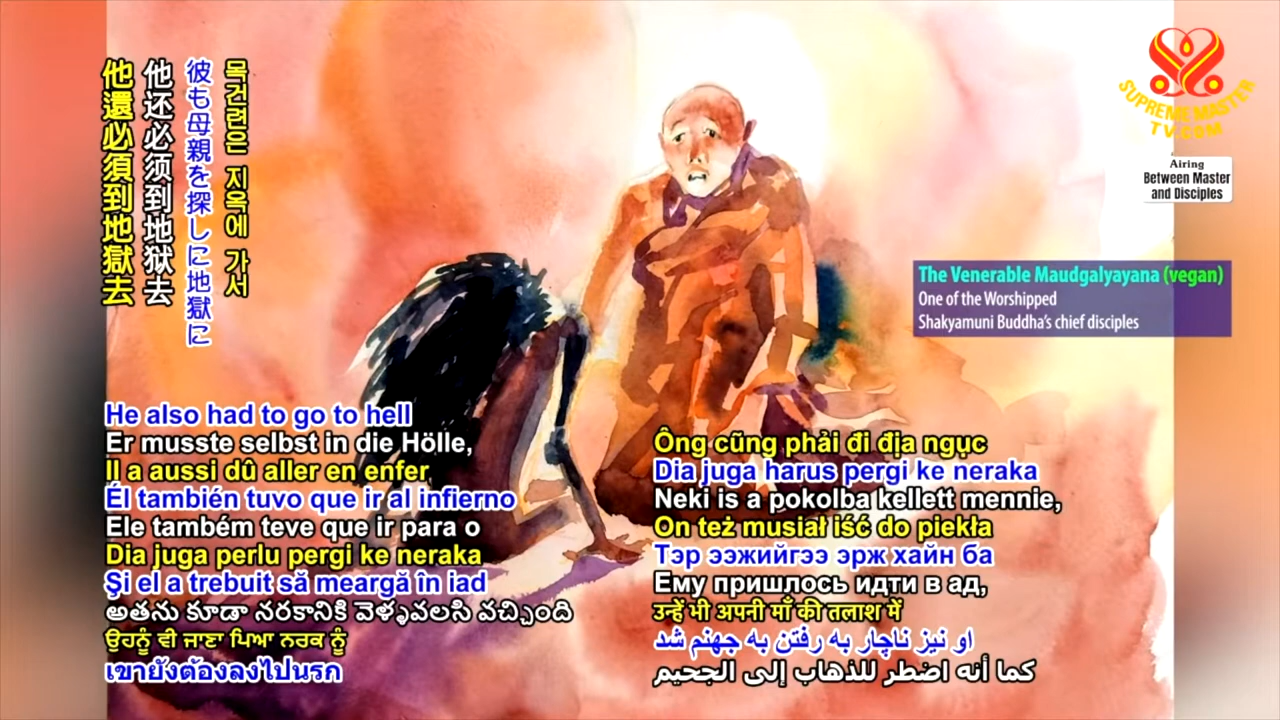 목건련은 지옥에 가서
彼も母親を探しに地獄に
他还必须到地狱去
他還必須到地獄去
SUPREME MASTER
TV.COM
Airing
Between Master
and Disciples
The Venerable Maudgalyayana (vegan)
One of the Worshipped
Shakyamuni Buddha's chief disciples
He also had to go to hell
Er musste selbst in die Hölle,
Il a aussi dû aller en enfer
Él también tuvo que ir al infierno
Ele também teve que ir para o
Dia juga perlu pergi ke neraka
Şi el a trebuit să meargă în iad
అతను కూడా నరకానికి వెళ్ళవలసి వచ్చింది
ਉਹਨੂੰ ਵੀ ਜਾਣਾ ਪਿਆ ਨਰਕ ਨੂੰ
เขายังต้องลงไปนรก
Ông cũng phải đi địa ngục
Dia juga harus pergi ke neraka
Neki is a pokolba kellett mennie,
On też musiał iść do piekła
Тэр ээжийгээ эрж хайн ба
Ему пришлось идти в ад,
उन्हें भी अपनी माँ की तलाश में
او نیز ناچار به رفتن به جهنم شد
كما أنه اضطر للذهاب إلى الجحيم